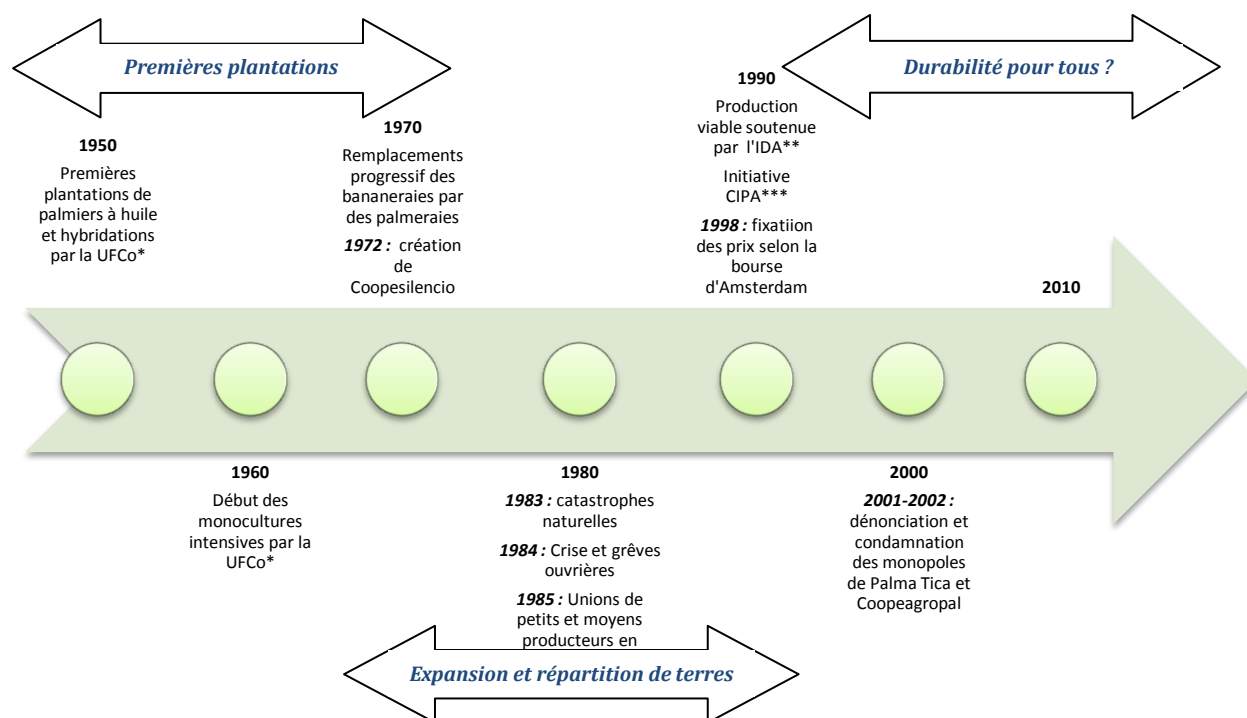 Premières plantations
Durabilité pour tous ?
1950
Premières
plantations de
palmiers à huile
et hybridations
par la UFCo*
1970
Remplacements
progressif des
bananeraies par
des palmeraies
1972 : création
de
Coopesilencio
1990
Production
viable soutenue
par l'IDA**
Initiative
CIPA***
1998 : fixatiion
des prix selon la
bourse
d'Amsterdam
2010
1960
Début des
monocultures
intensives par la
UFCo*
1980
1983 : catastrophes
naturelles
1984 : Crise et grêves
ouvrières
1985 : Unions de
petits et moyens
producteurs en
2000
2001-2002 :
dénonciation et
condamnation
des monopoles
de Palma Tica et
Coopeagropal
Expansion et répartition de terres